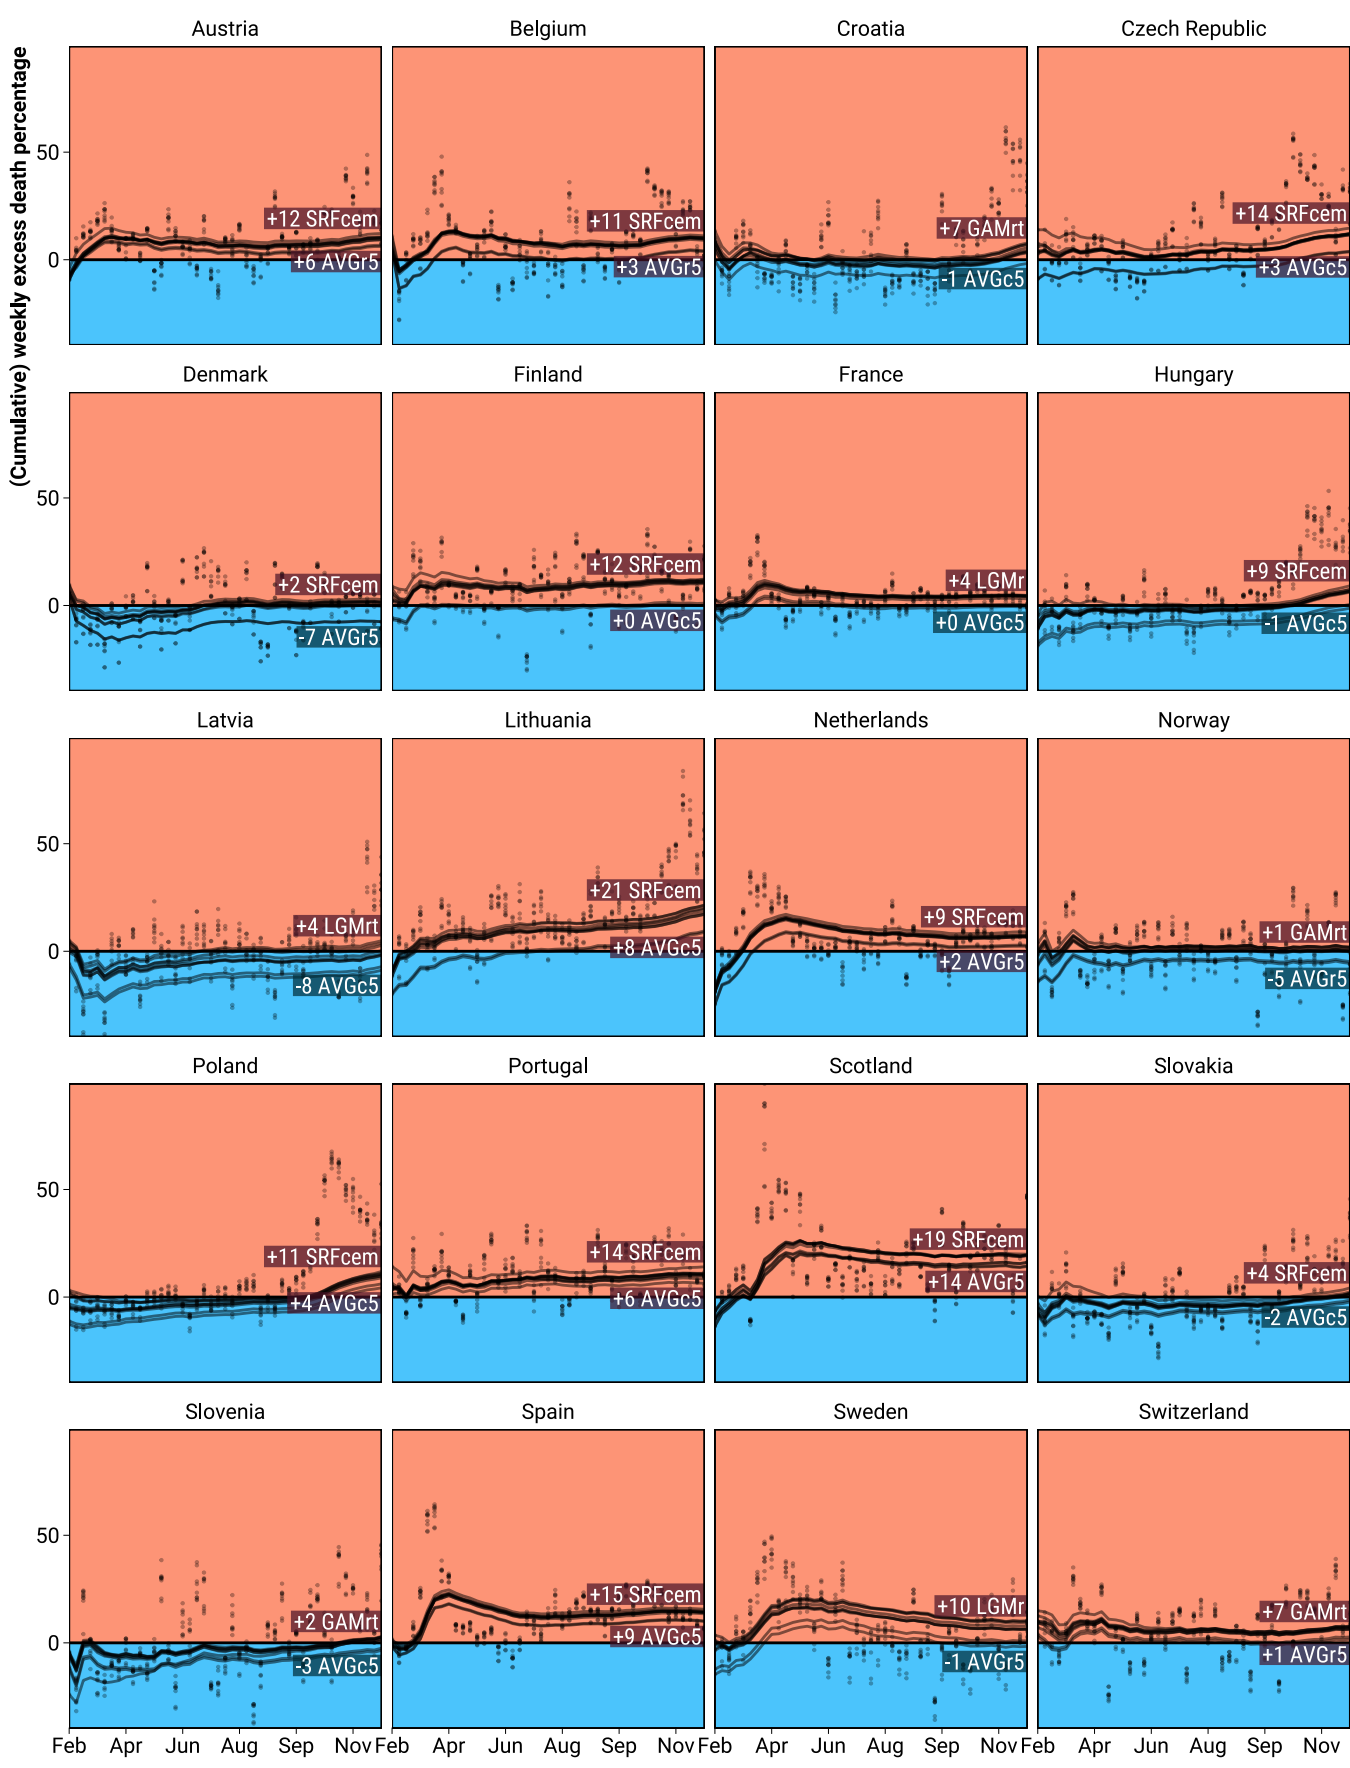 (Cumulative) weekly excess death percentage
Austria Belgium Croatia Czech Republic
50
0
+12 SRFcem
+6 AVGr5
+11 SRFcem
+3 AVGr5
+7 GAMrt
-1 AVGc5
+14 SRFcem
+3 AVGc5
Denmark Finland France Hungary
50
0
+2 SRFcem
-7 AVGr5
+12 SRFcem
+0 AVGc5
+4 LGMr
+0 AVGc5
+9 SRFcem
-1 AVGc5
Latvia Lithuania Netherlands Norway
50
0
+4 LGMrt
-8 AVGc5
+21 SRFcem
+8 AVGc5
+9 SRFcem
+2 AVGr5
+1 GAMrt
-5 AVGr5
Poland Portugal Scotland Slovakia
50
0
+11 SRFcem
+4 AVGc5
+14 SRFcem
+6 AVGc5
+19 SRFcem
+14 AVGr5
+4 SRFcem
-2 AVGc5
Slovenia Spain Sweden Switzerland
50
0
+2 GAMrt
-3 AVGc5
+15 SRFcem
+9 AVGc5
+10 LGMr
-1 AVGr5
+7 GAMrt
+1 AVGr5
Feb Apr Jun Aug Sep Nov Feb Apr Jun Aug Sep Nov Feb Apr Jun Aug Sep Nov Feb Apr Jun Aug Sep Nov